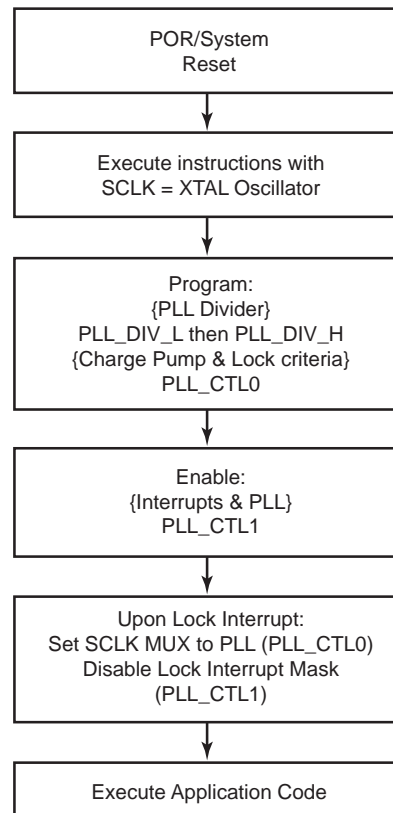 POR/System
Reset
Execute instructions with
SCLK = XTAL Oscillator
Program:
{PLL Divider}
PLL_DIV_L then PLL_DIV_H
{Charge Pump & Lock criteria}
PLL_CTL0
Enable:
{Interrupts & PLL}
PLL_CTL1
Upon Lock Interrupt:
Set SCLK MUX to PLL (PLL_CTL0)
Disable Lock Interrupt Mask
(PLL_CTL1)
Execute Application Code